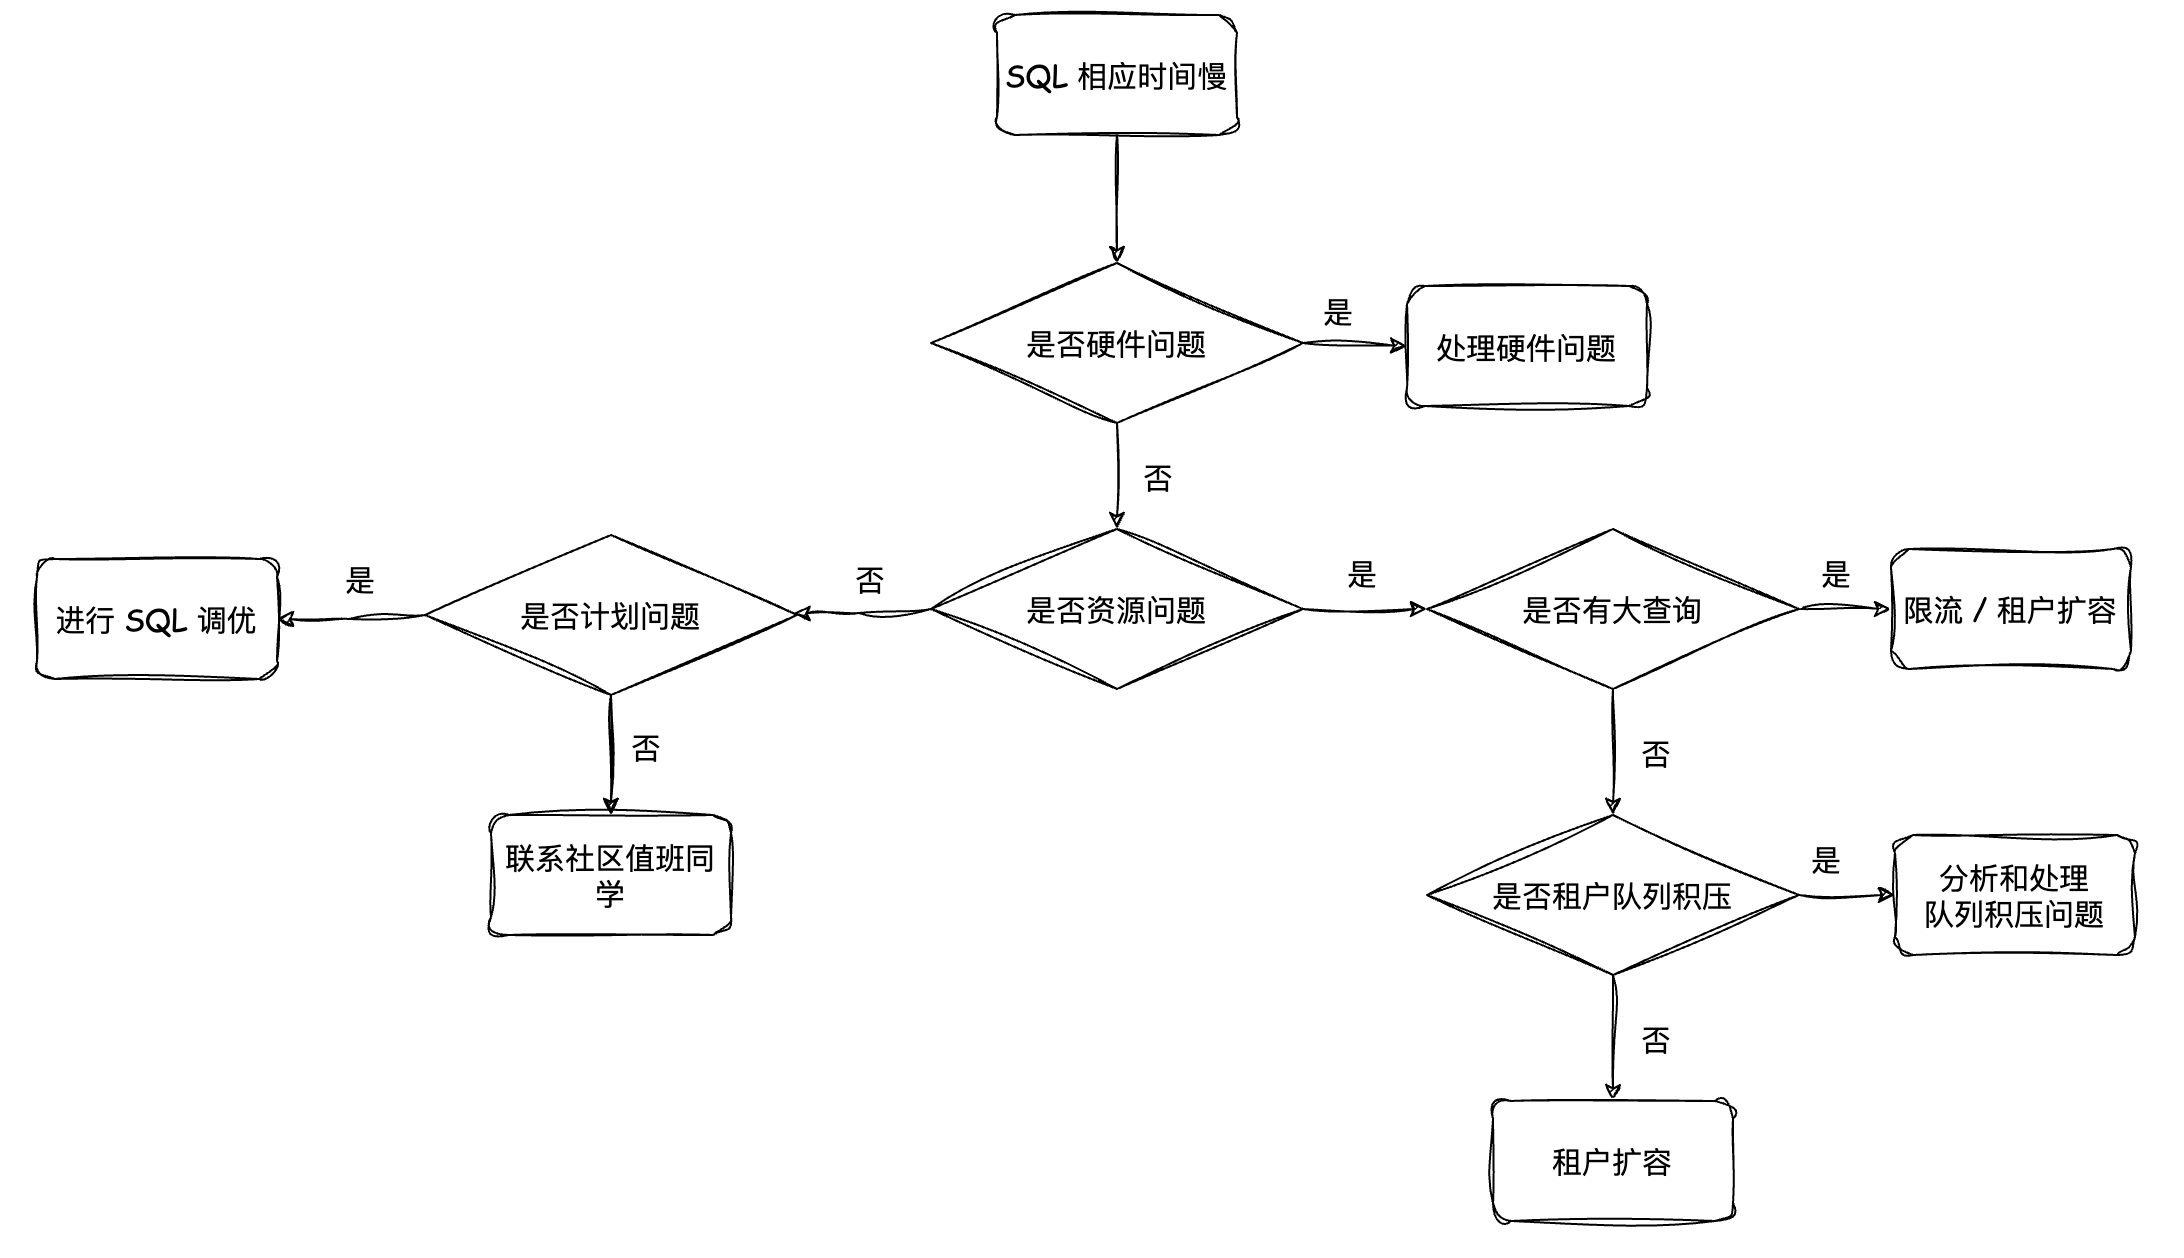 SQL 相应时间慢
是否硬件问题
是
处理硬件问题
否
进行 SQL 调优
是
是否计划问题
否
是否资源问题
是
是否有大查询
是
限流 / 租户扩容
否
联系社区值班同
学
否
是否租户队列积压
是
分析和处理
队列积压问题
否
租户扩容